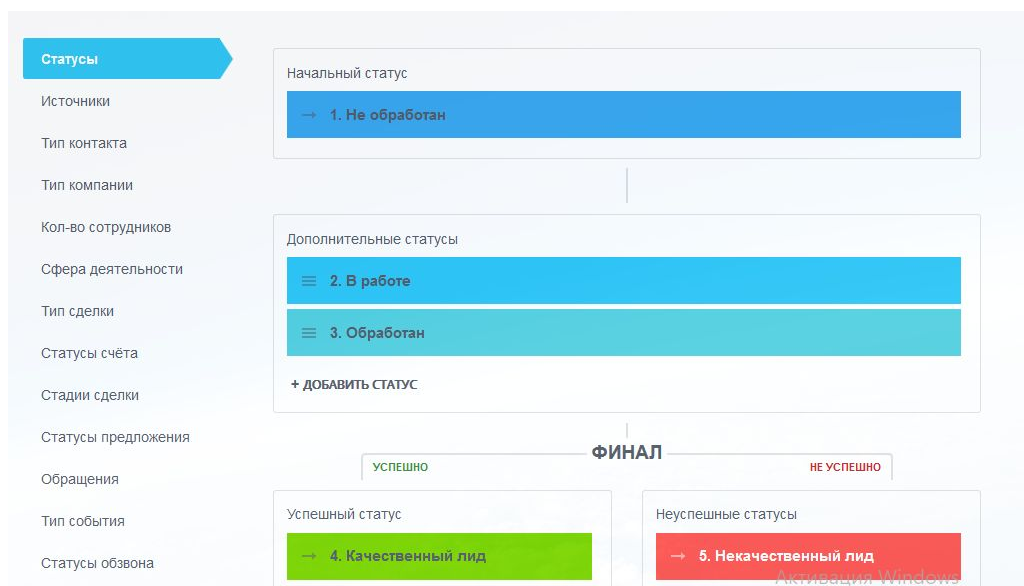 Статусы
Источники
Тип контакта
Тип компании
Кол-во сотрудников
Сфера деятельности
Тип сделки
Статусы счёта
Стадии сделки
Статусы предложения
Обращения
Тип события
Статусы обзвона
Начальный статус
→ 1. Не обработан
Дополнительные статусы
2. В работе
3. Обработан
+ ДОБАВИТЬ СТАТУС
ФИНАЛ
УСПЕШНО
НЕ УСПЕШНО
Успешный статус
→ 4. Качественный лид
Неуспешные статусы
→ 5. Некачественный лид
Активация Windows